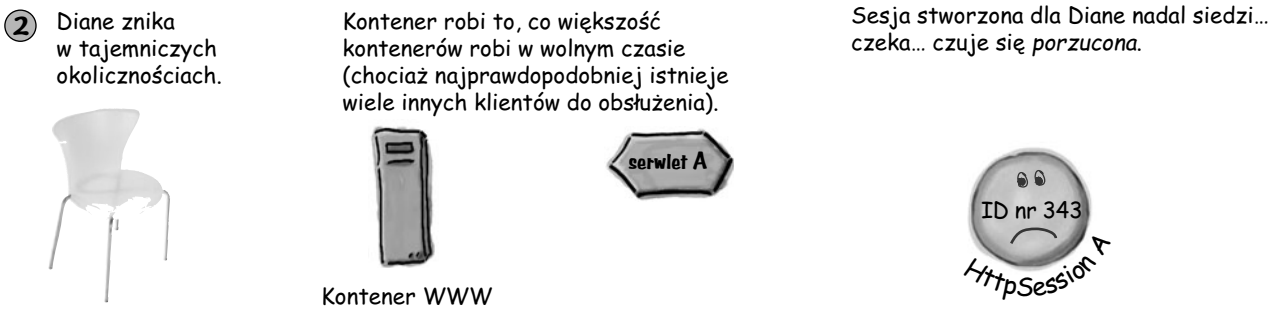 2
Diane znika
w tajemniczych
okolicznościach.
Kontener robi to, co większość
kontenerów robi w wolnym czasie
(chociaż najprawdopodobniej istnieje
wiele innych klientów do obsłużenia).
serwlet A
Kontener WWW
Sesja stworzona dla Diane nadal siedzi…
czeka… czuje się porzucona.
ID nr 343
HttpSession A